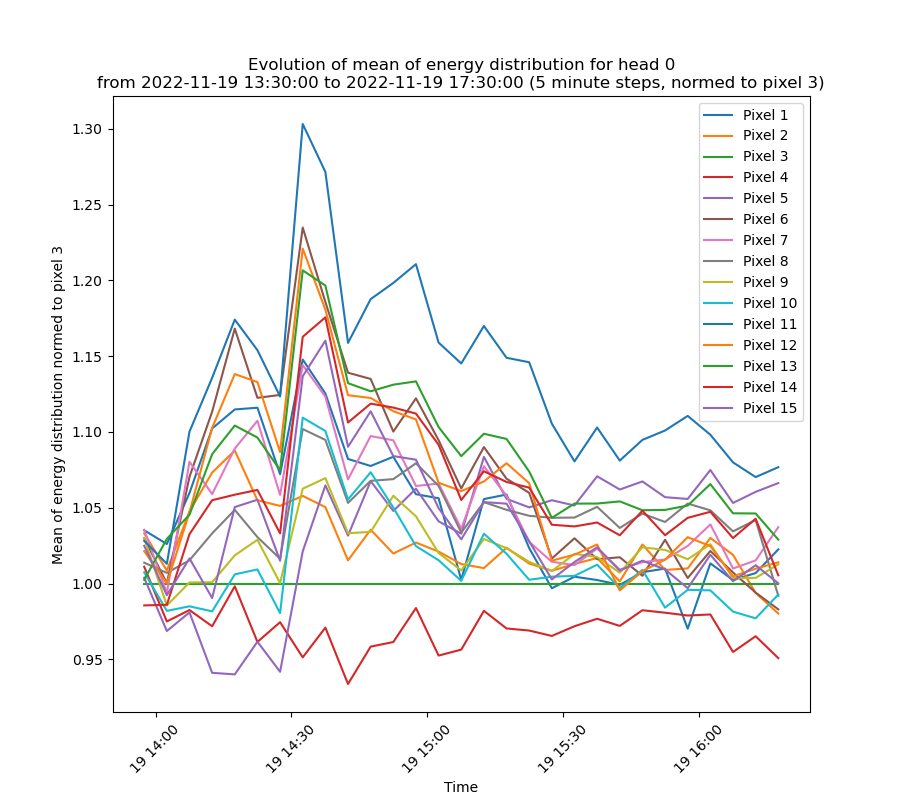 Evolution of mean of energy distribution for head 0
from 2022-11-19 13:30:00 to 2022-11-19 17:30:00 (5 minute steps, normed to pixel 3)
Mean of energy distribution normed to pixel 3
1.30
1.25
1.20
1.15
1.10
1.05
1.00
0.95
Pixel 1
Pixel 2
Pixel 3
Pixel 4
Pixel 5
Pixel 6
Pixel 7
Pixel 8
Pixel 9
Pixel 10
Pixel 11
Pixel 12
Pixel 13
Pixel 14
Pixel 15
19 14:00
19 14:30
19 15:00
19 15:30
19 16:00
Time